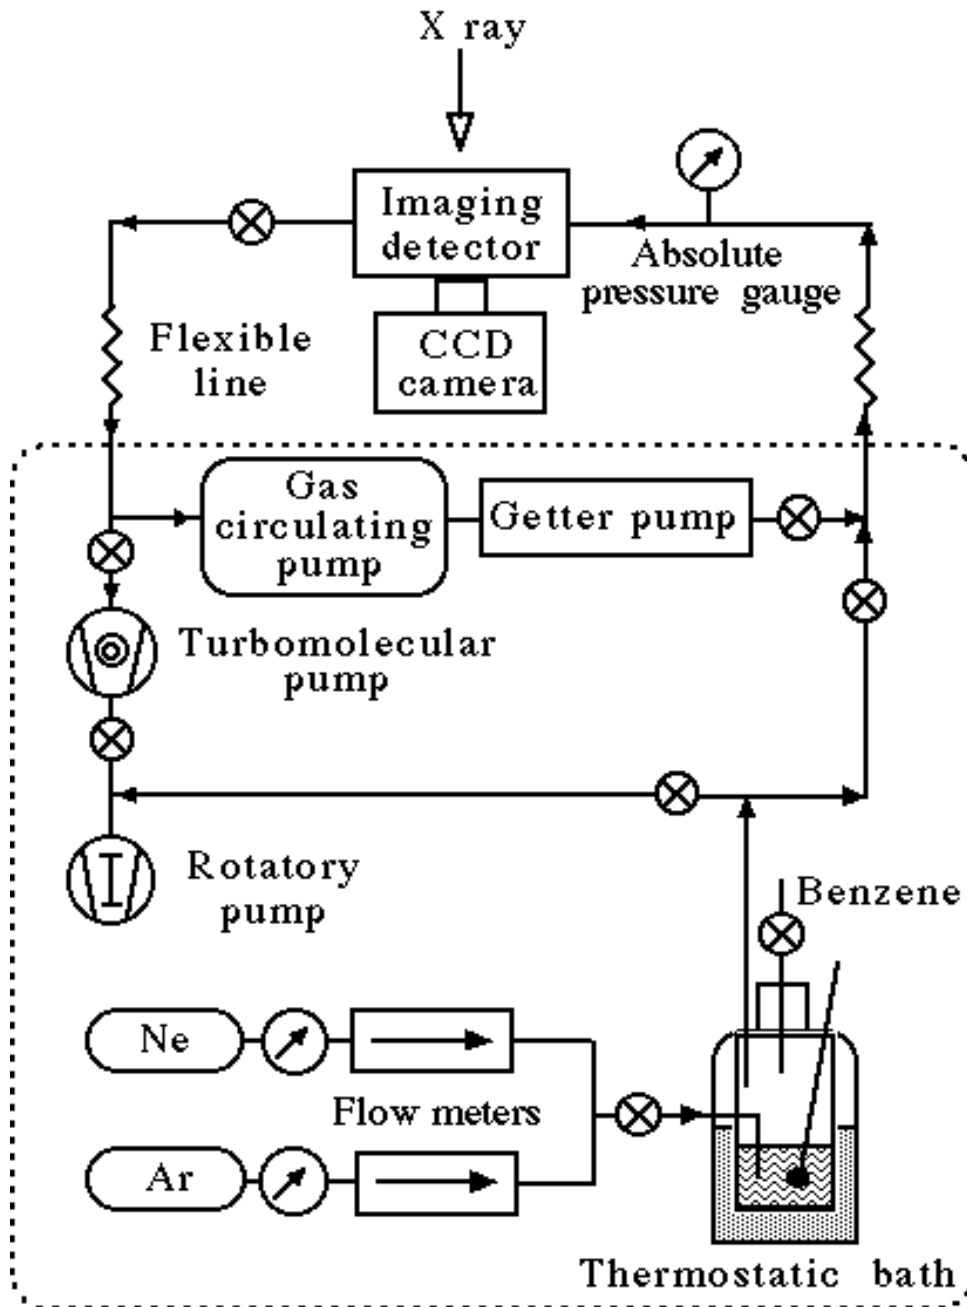 X ray
Imaging
detector
Absolute
pressure gauge
Flexible
line
CCD
camera
Gas
circulating
pump
Getter pump
Turbomolecular
pump
Rotatory
pump
Benzene
Ne
Flow meters
Ar
Thermostatic bath